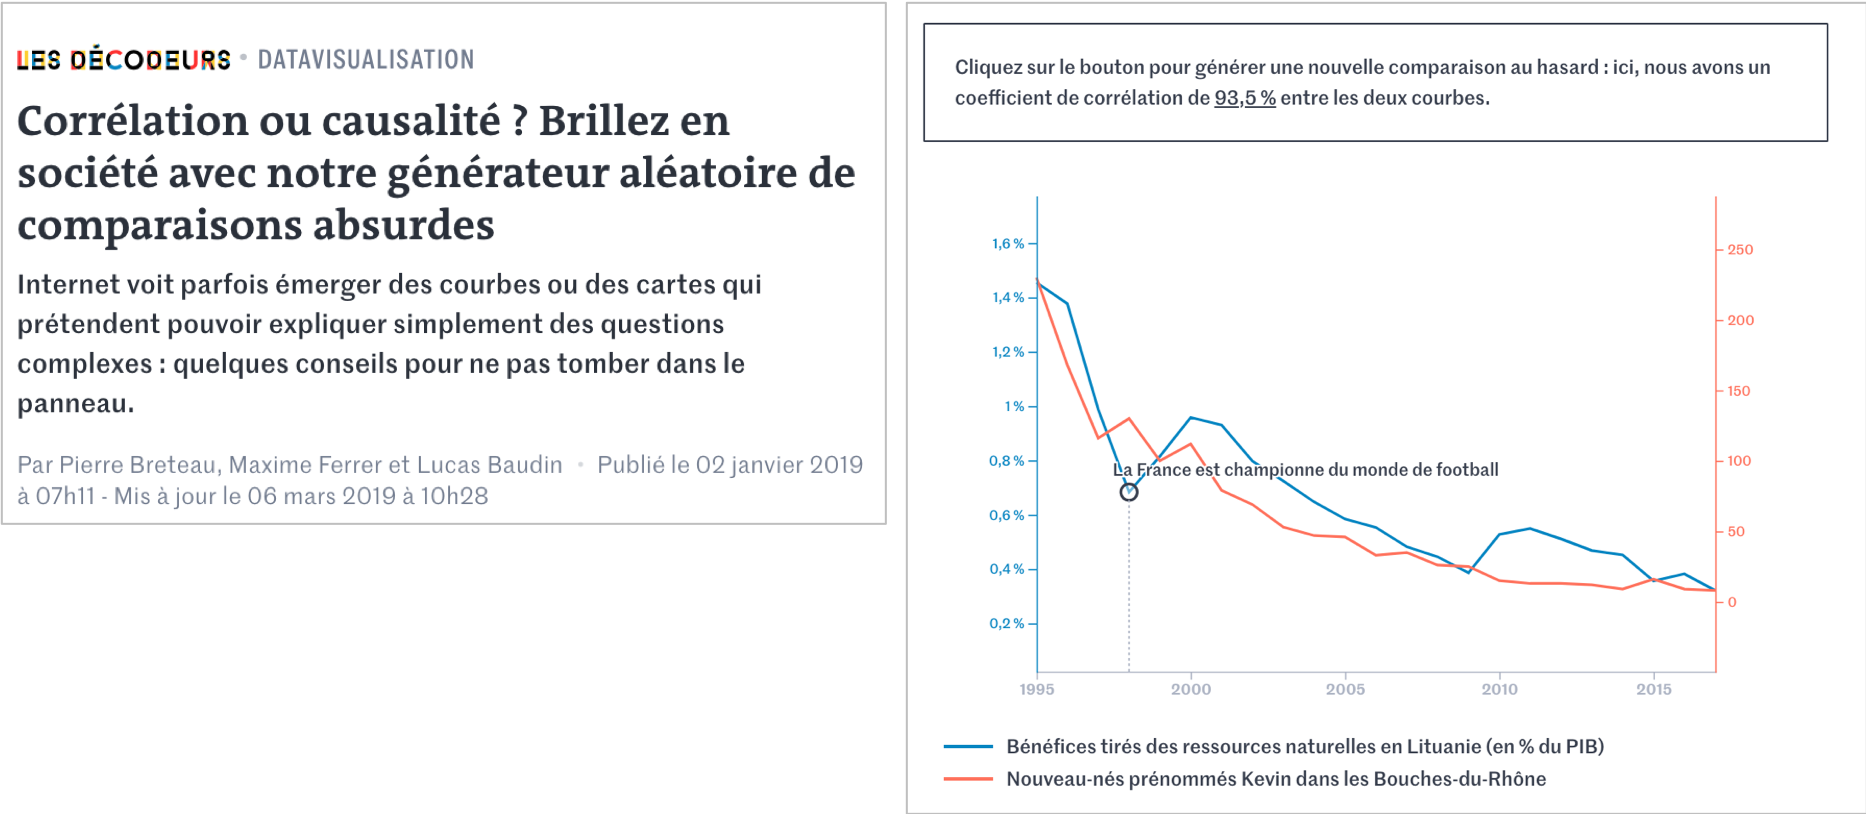 LES DÉCODEURS • DATAVISUALISATION
Corrélation ou causalité ? Brillez en
société avec notre générateur aléatoire de
comparaisons absurdes
Internet voit parfois émerger des courbes ou des cartes qui
prétendent pouvoir expliquer simplement des questions
complexes : quelques conseils pour ne pas tomber dans le
panneau.
Par Pierre Breteau, Maxime Ferrer et Lucas Baudin • Publié le 02 janvier 2019
à 07h11 - Mis à jour le 06 mars 2019 à 10h28
Cliquez sur le bouton pour générer une nouvelle comparaison au hasard : ici, nous avons un
coefficient de corrélation de 93,5 % entre les deux courbes.
1,6 %
1,4 %
1,2 %
1 %
0,8 %
0,6 %
0,4 %
0,2 %
250
200
150
100
50
0
La France est championne du monde de football
1995 2000 2005 2010 2015
Bénéfices tirés des ressources naturelles en Lituanie (en % du PIB)
Nouveau-nés prénommés Kevin dans les Bouches-du-Rhône